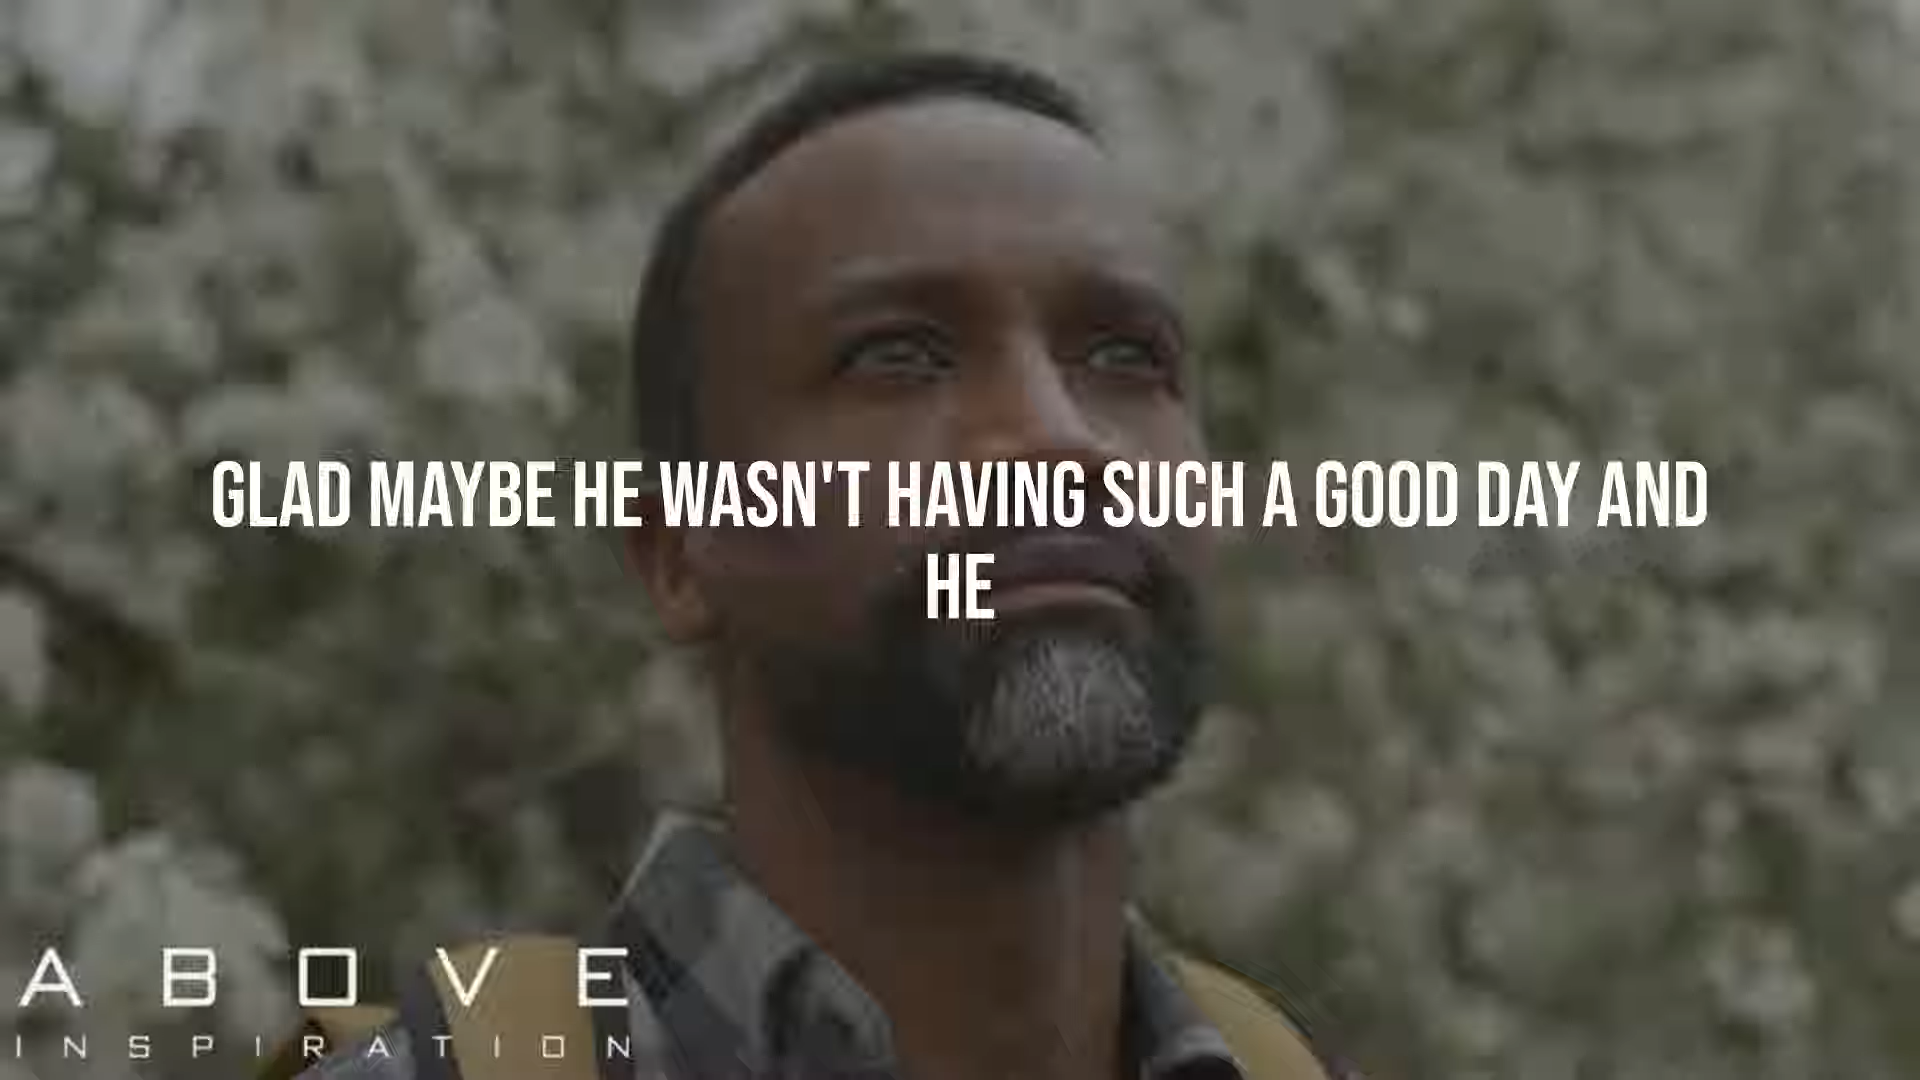 GLAD MAYBE HE WASN'T HAVING SUCH A GOOD DAY AND
HE
ABOVE
INSPIRATION